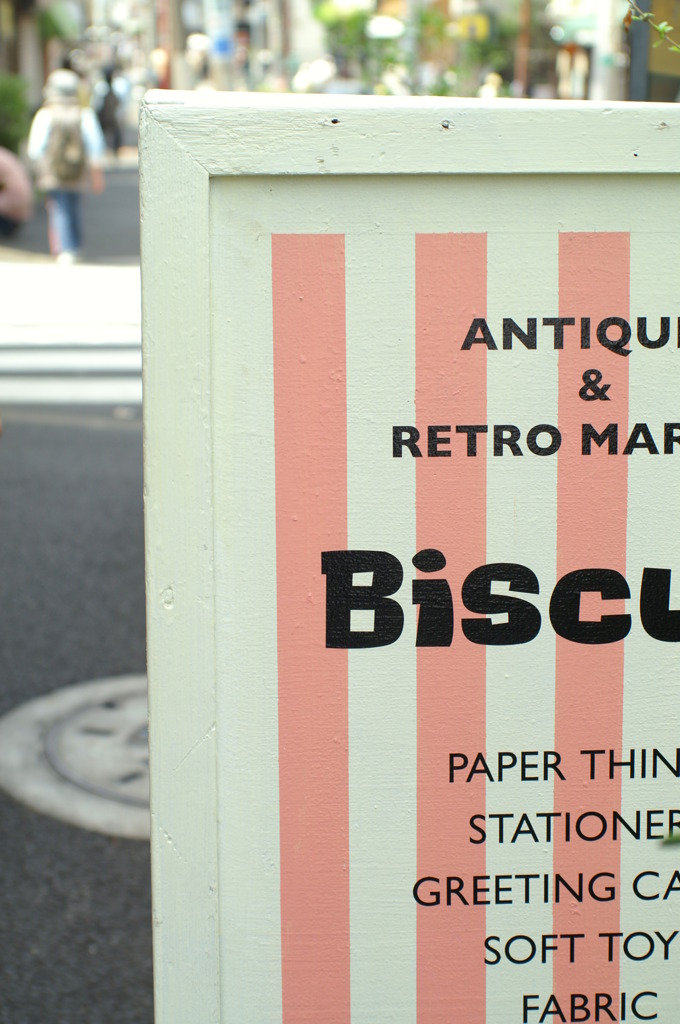 ANTIQU
&
RETRO MAR
Biscu
PAPER THIN
STATIONER
GREETING CA
SOFT TOY
FABRIC